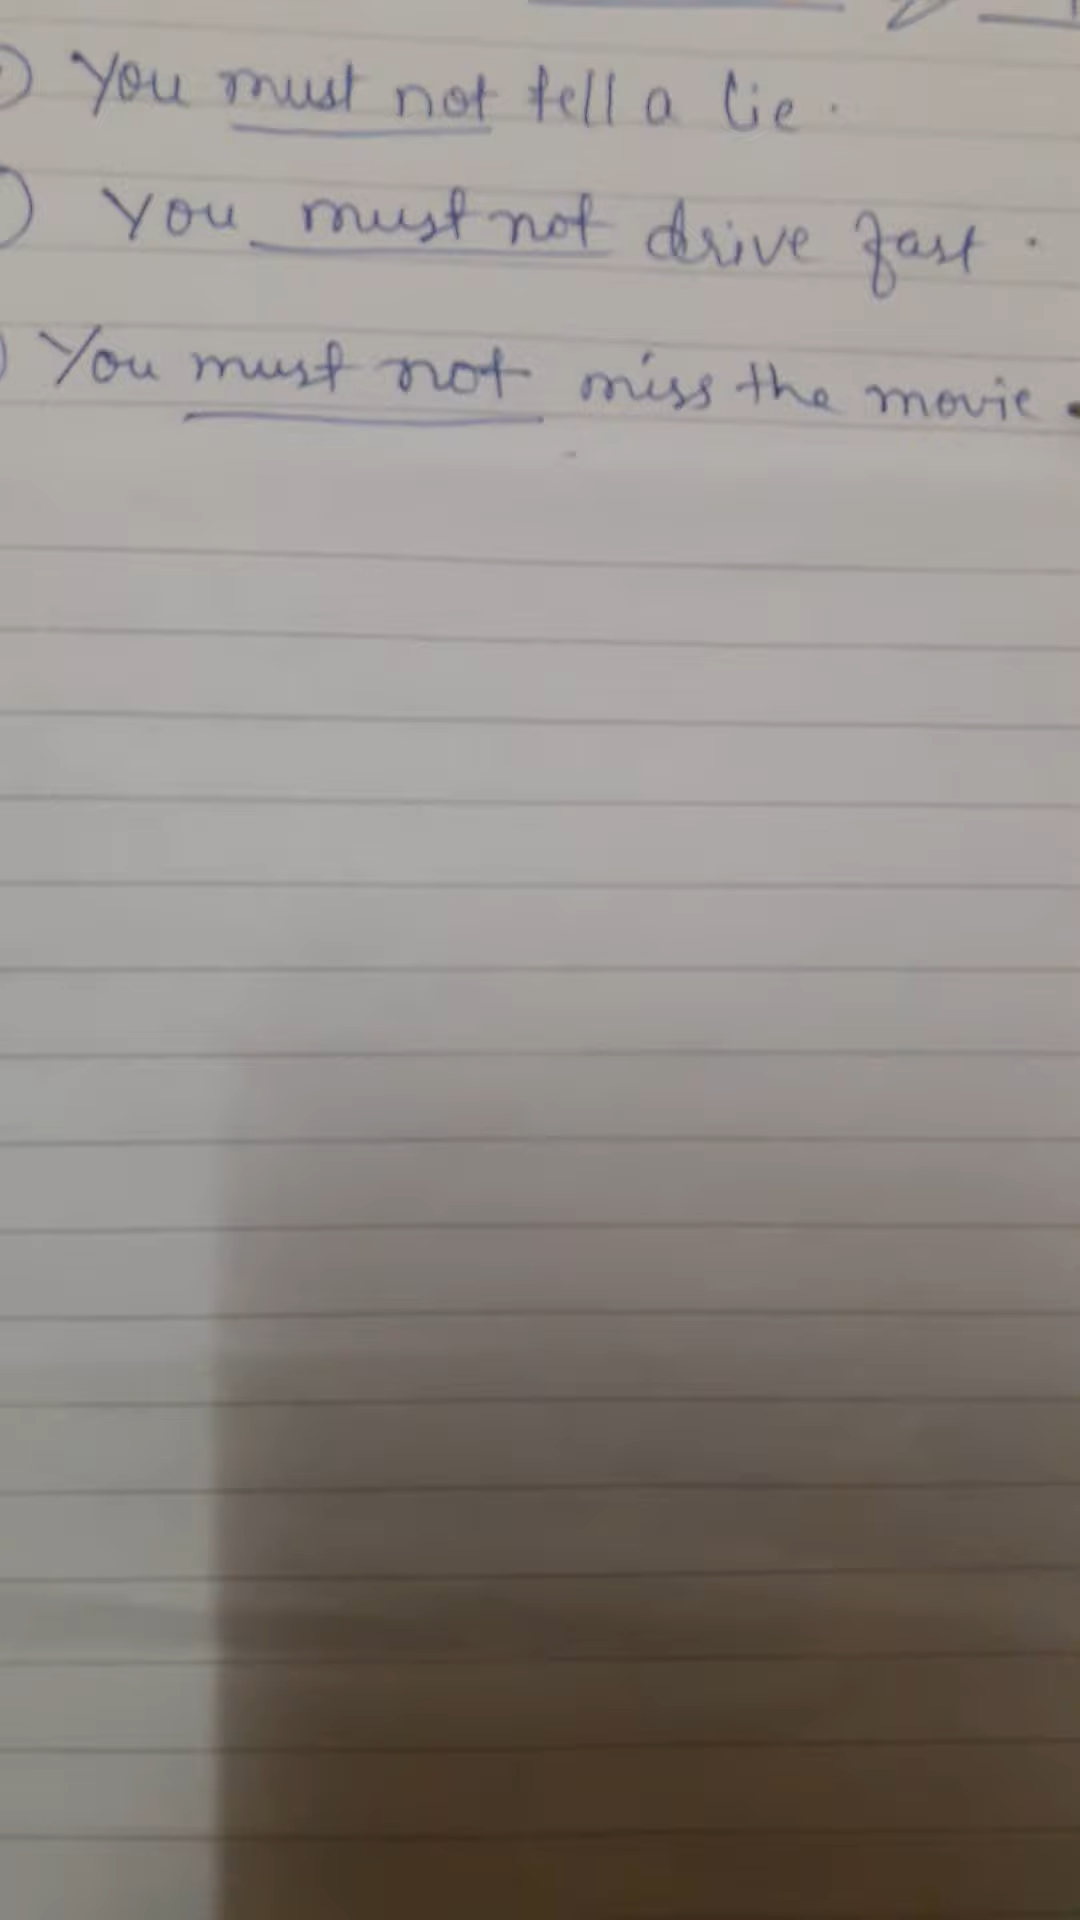 You must not tell a lie.
You must not drive fast.
You must not miss the movie.